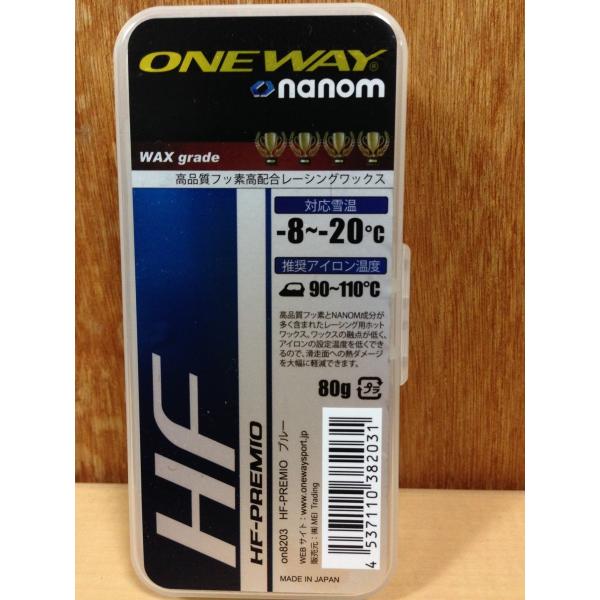 ONE WAY®
nanom
WAX grade
高品質フッ素高配合レーシングワックス
対応雪温
-8~-20℃
推奨アイロン温度
90~110℃
高品質フッ素とNANOM成分が
多く含まれたレーシング用ホット
ワックス。ワックスの融点が低く、
アイロンの設定温度を低くでき
るので、滑走面への熱ダメージ
を大幅に軽減できます。
80g プラ
HF
HF-PREMIO
on8203 HF-PREMIO ブルー
WEBサイト：www.onewaysport.jp
販売元：㈱MEI Trading
MADE IN JAPAN
4 537110 382031